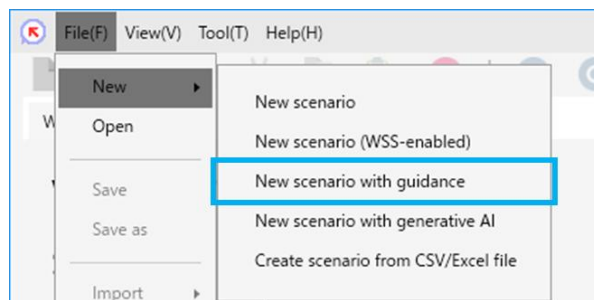 File(F) View(V) Tool(T) Help(H)
New
Open
Save
Save as
Import
New scenario
New scenario (WSS-enabled)
New scenario with guidance
New scenario with generative AI
Create scenario from CSV/Excel file